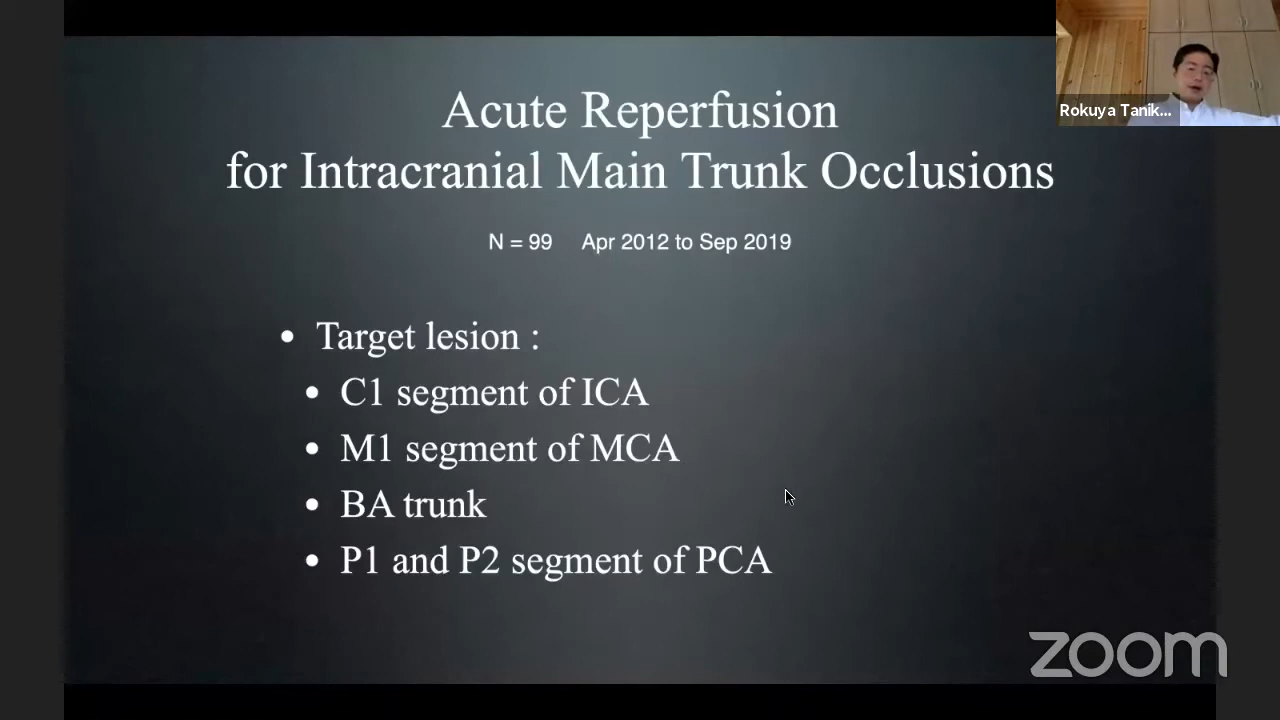 Acute Reperfusion
for Intracranial Main Trunk Occlusions
N = 99 Apr 2012 to Sep 2019
• Target lesion :
• C1 segment of ICA
• M1 segment of MCA
• BA trunk
• P1 and P2 segment of PCA
Rokuya Tanik...
zoom